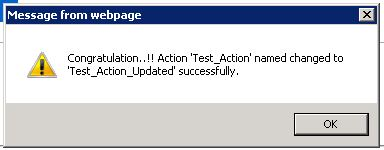 Message from webpage
Congratulation..!! Action 'Test_Action' named changed to
'Test_Action_Updated' successfully.
OK